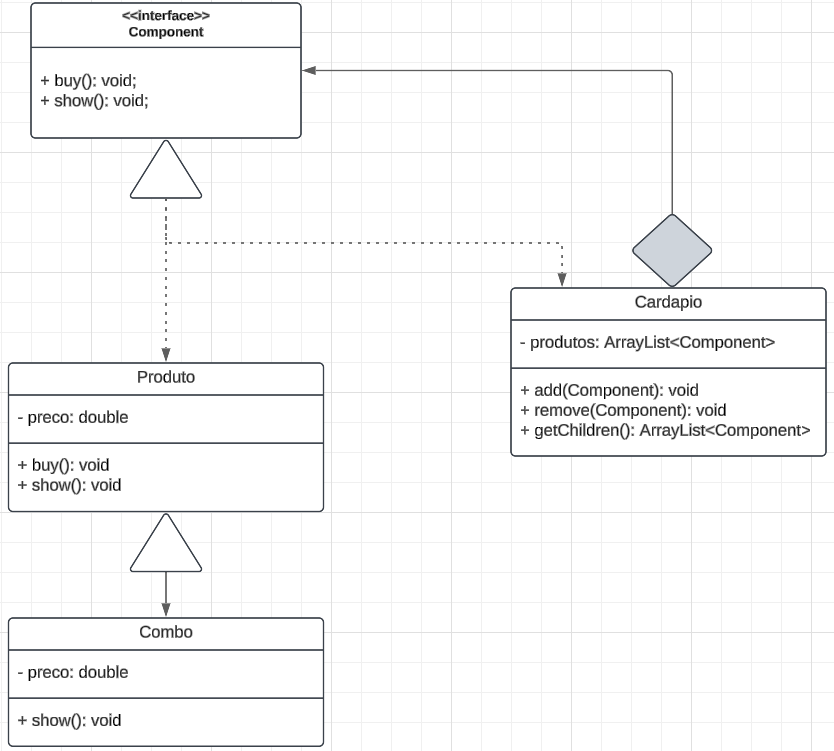 <<interface>>
Component
+ buy(): void;
+ show(): void;
Cardapio
- produtos: ArrayList<Component>
+ add(Component): void
+ remove(Component): void
+ getChildren(): ArrayList<Component>
Produto
- preco: double
+ buy(): void
+ show(): void
Combo
- preco: double
+ show(): void